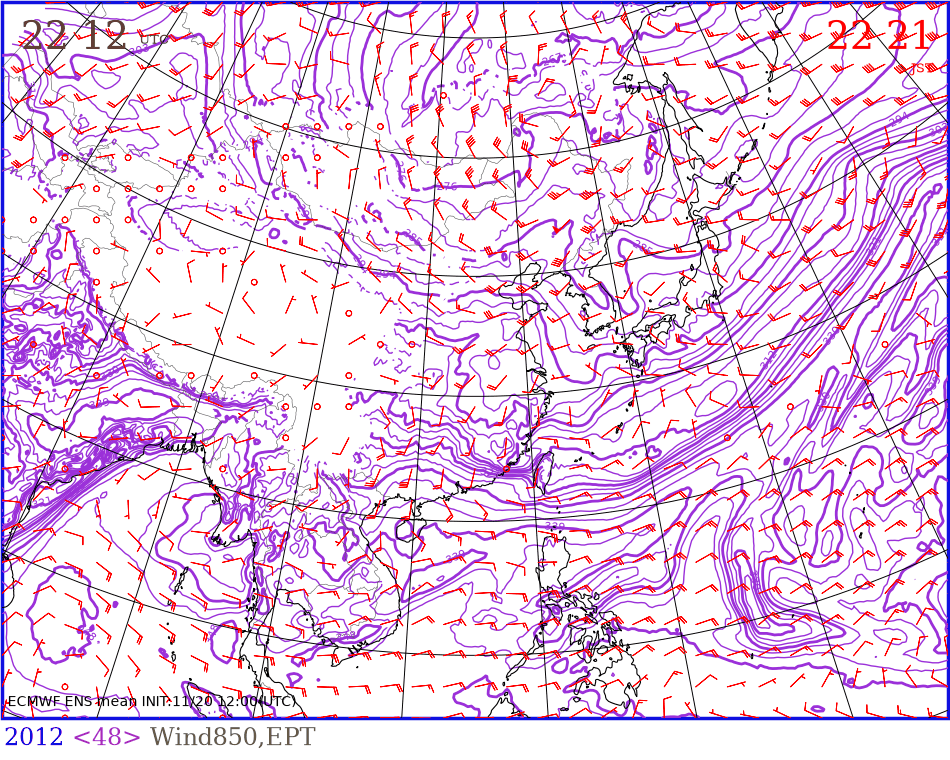 22 12 UTC
22 21
JST
ECMWF ENS mean INIT:11/20 12:00(UTC)
2012 <48> Wind850,EPT